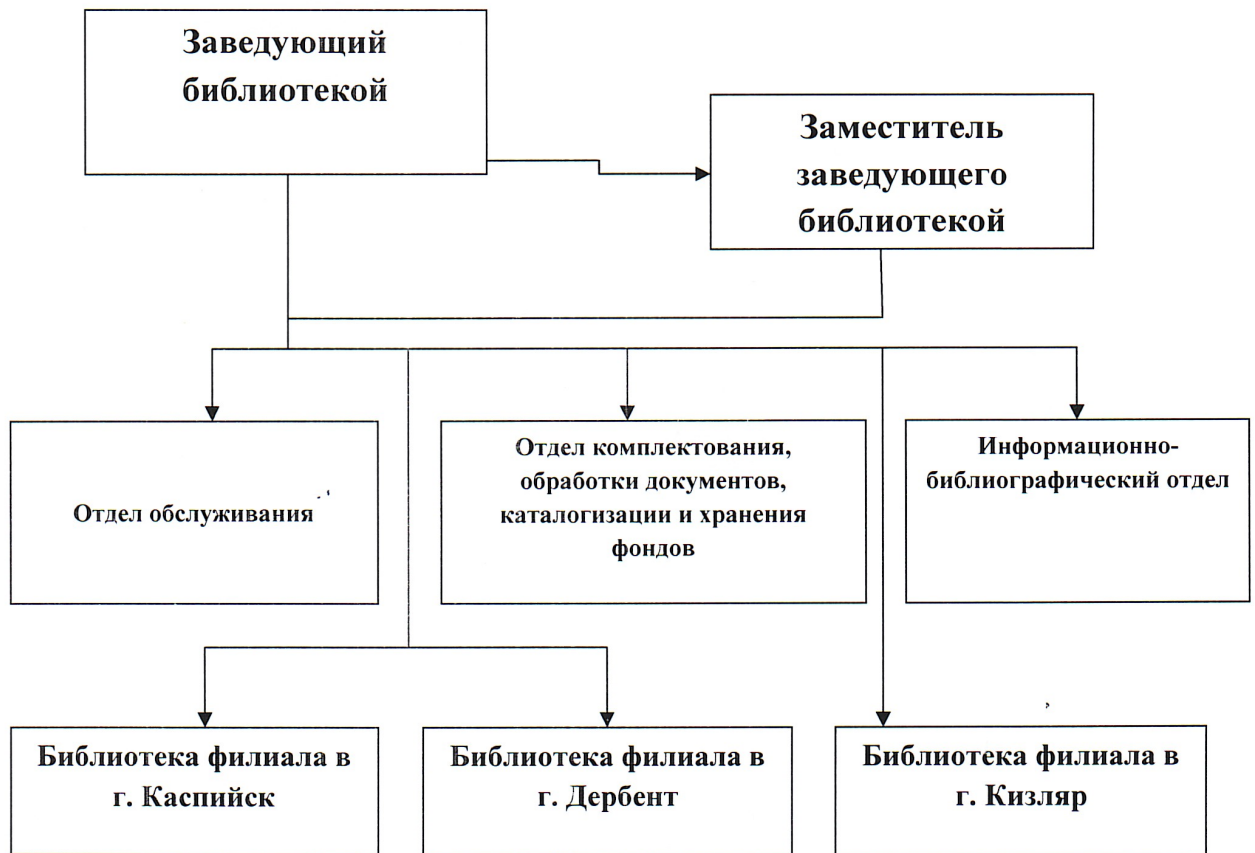 Заведующий
библиотекой
Заместитель
заведующего
библиотекой
Отдел обслуживания
Отдел комплектования,
обработки документов,
каталогизации и хранения
фондов
Информационно-
библиографический отдел
Библиотека филиала в
г. Каспийск
Библиотека филиала в
г. Дербент
Библиотека филиала в
г. Кизляр